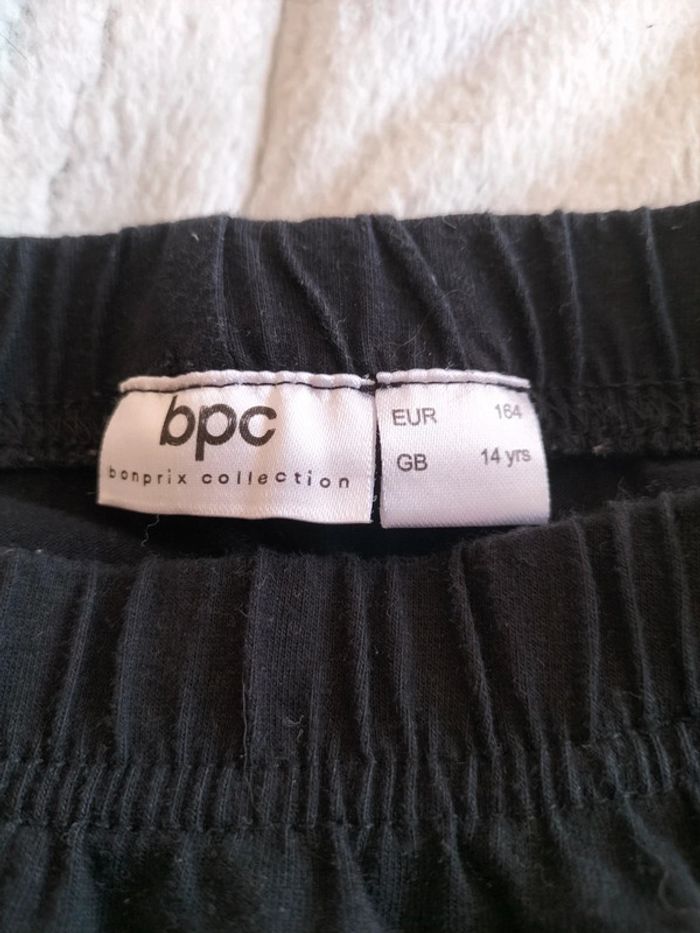 bpc
bonprix collection
EUR 164
GB 14 yrs